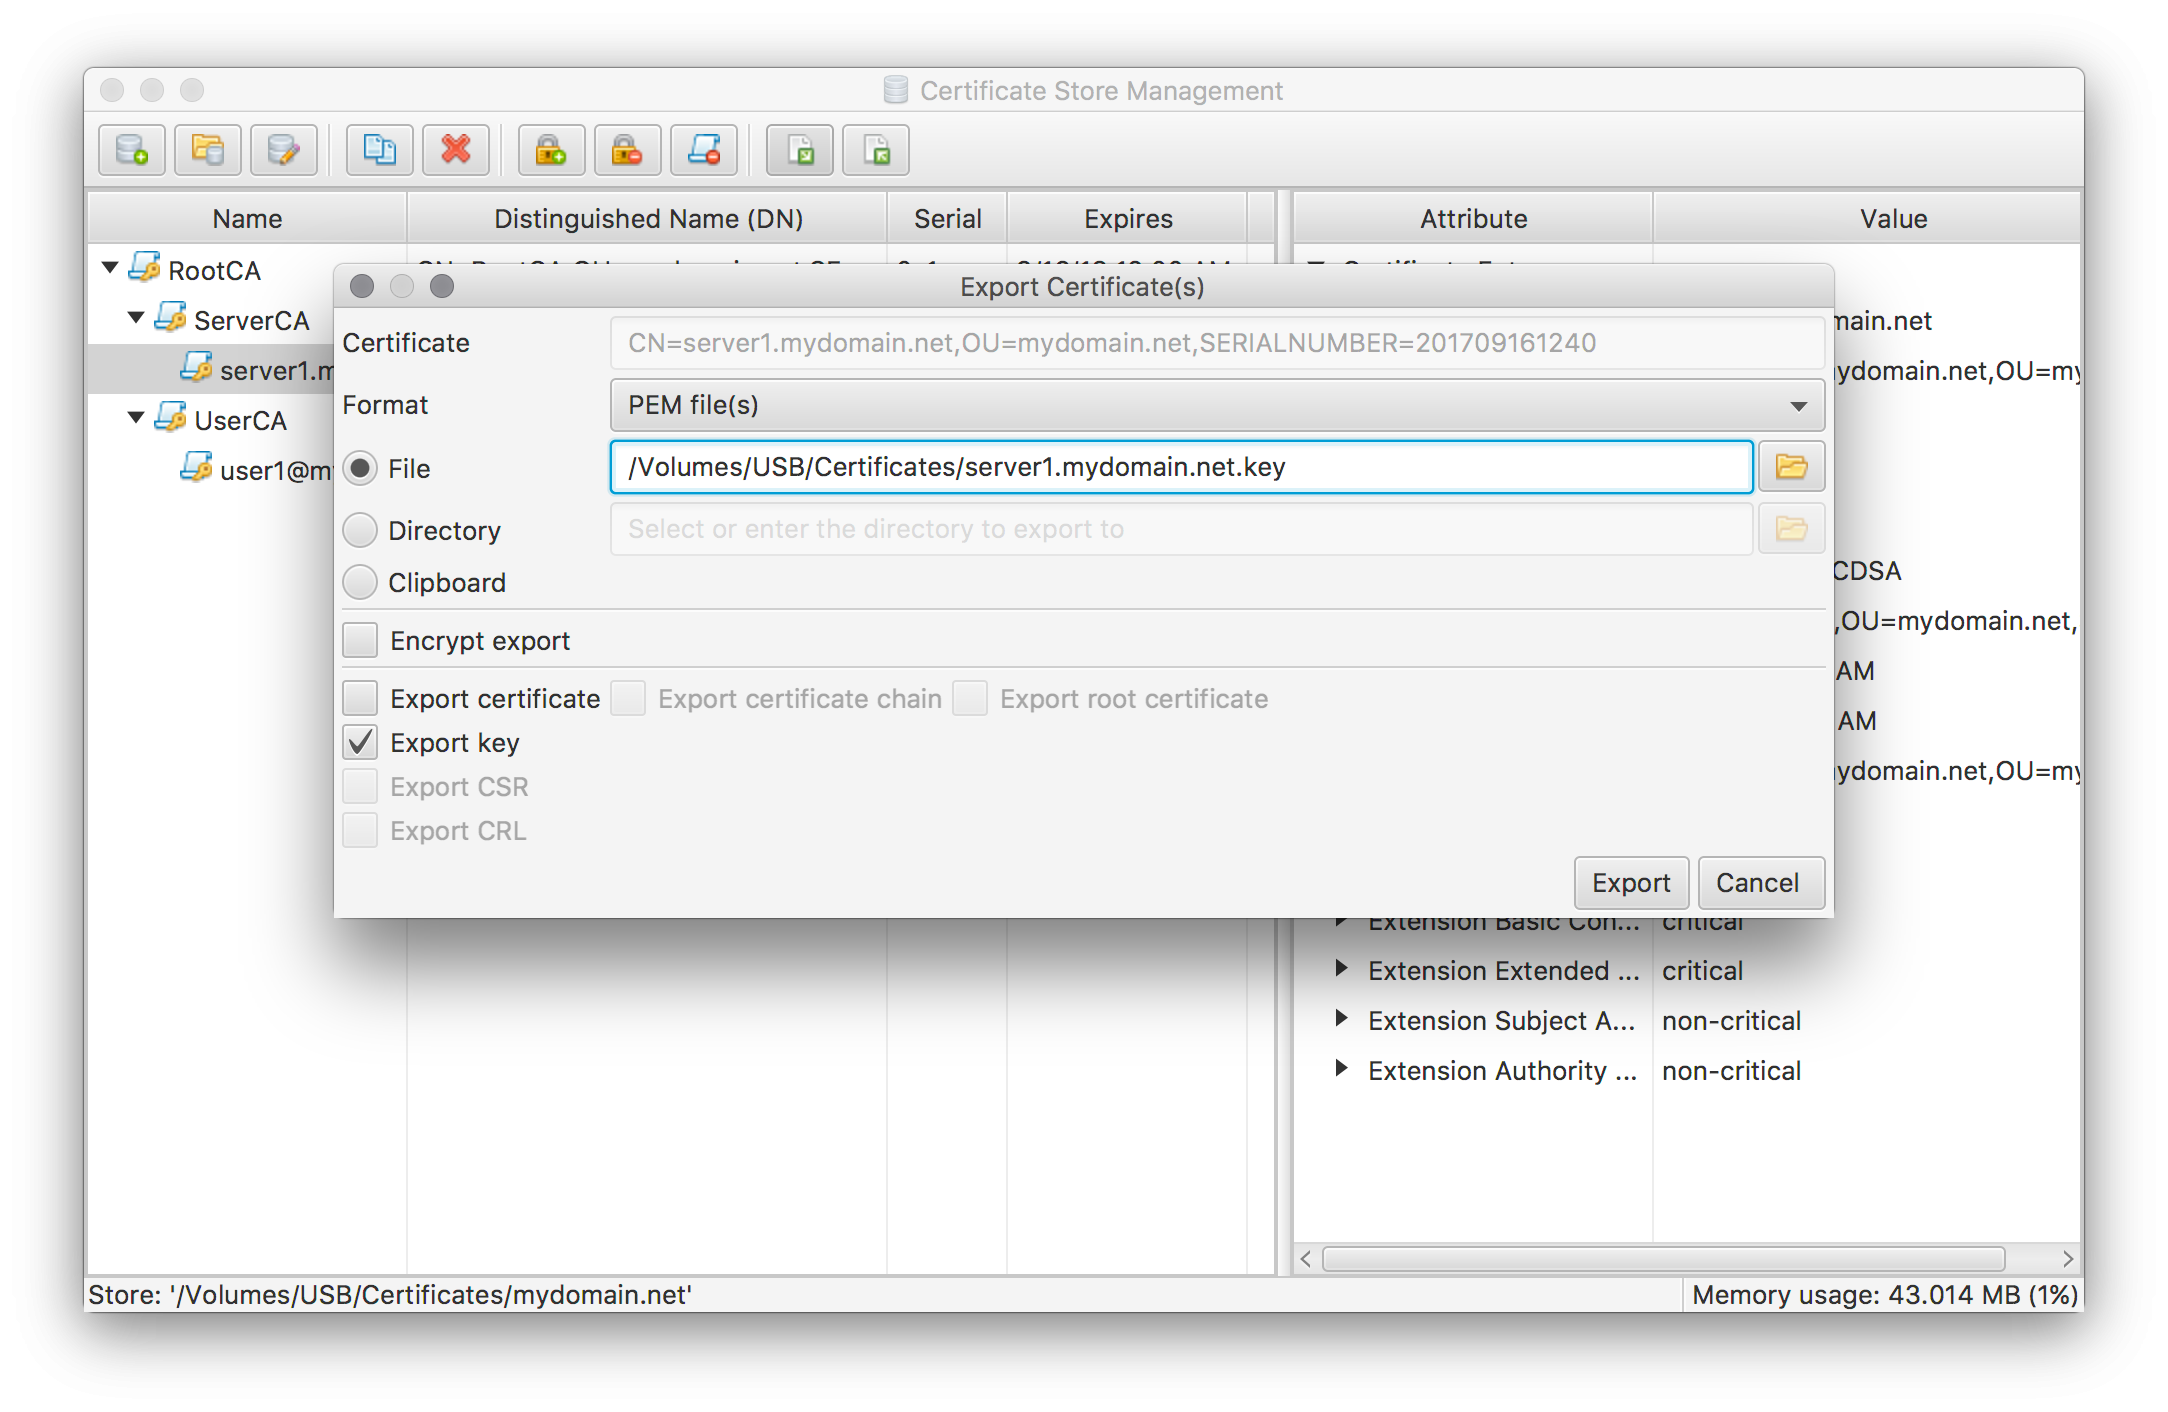 Certificate Store Management
Name Distinguished Name (DN) Serial Expires Attribute Value
RootCA
Export Certificate(s)
ServerCA
Certificate CN=server1.mydomain.net,OU=mydomain.net,SERIALNUMBER=201709161240
main.net
server1.m
Format PEM file(s)
ydomain.net,OU=my
UserCA
user1@m
File /Volumes/USB/Certificates/server1.mydomain.net.key
Directory Select or enter the directory to export to
Clipboard
CDSA
Encrypt export
,OU=mydomain.net,
AM
Export certificate Export certificate chain Export root certificate
AM
Export key
ydomain.net,OU=my
Export CSR
Export CRL
Export Cancel
Extension Basic Con... critical
Extension Extended ... critical
Extension Subject A... non-critical
Extension Authority ... non-critical
Store: '/Volumes/USB/Certificates/mydomain.net' Memory usage: 43.014 MB (1%)